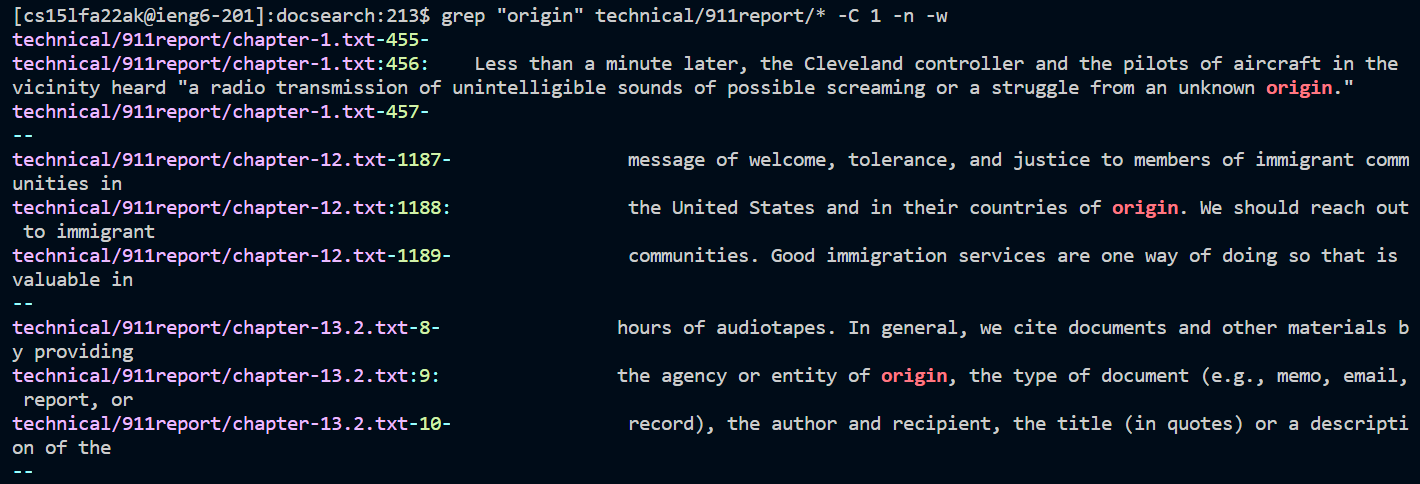 [cs15lfa22ak@ieng6-201]:docsearch:213$ grep "origin" technical/911report/* -C 1 -n -w
technical/911report/chapter-1.txt-455-
technical/911report/chapter-1.txt:456:    Less than a minute later, the Cleveland controller and the pilots of aircraft in the
vicinity heard "a radio transmission of unintelligible sounds of possible screaming or a struggle from an unknown origin."
technical/911report/chapter-1.txt-457-
--
technical/911report/chapter-12.txt-1187-                message of welcome, tolerance, and justice to members of immigrant comm
unities in
technical/911report/chapter-12.txt:1188:                the United States and in their countries of origin. We should reach out
 to immigrant
technical/911report/chapter-12.txt-1189-                communities. Good immigration services are one way of doing so that is
valuable in
--
technical/911report/chapter-13.2.txt-8-                hours of audiotapes. In general, we cite documents and other materials b
y providing
technical/911report/chapter-13.2.txt:9:                the agency or entity of origin, the type of document (e.g., memo, email,
 report, or
technical/911report/chapter-13.2.txt-10-                record), the author and recipient, the title (in quotes) or a descripti
on of the
--